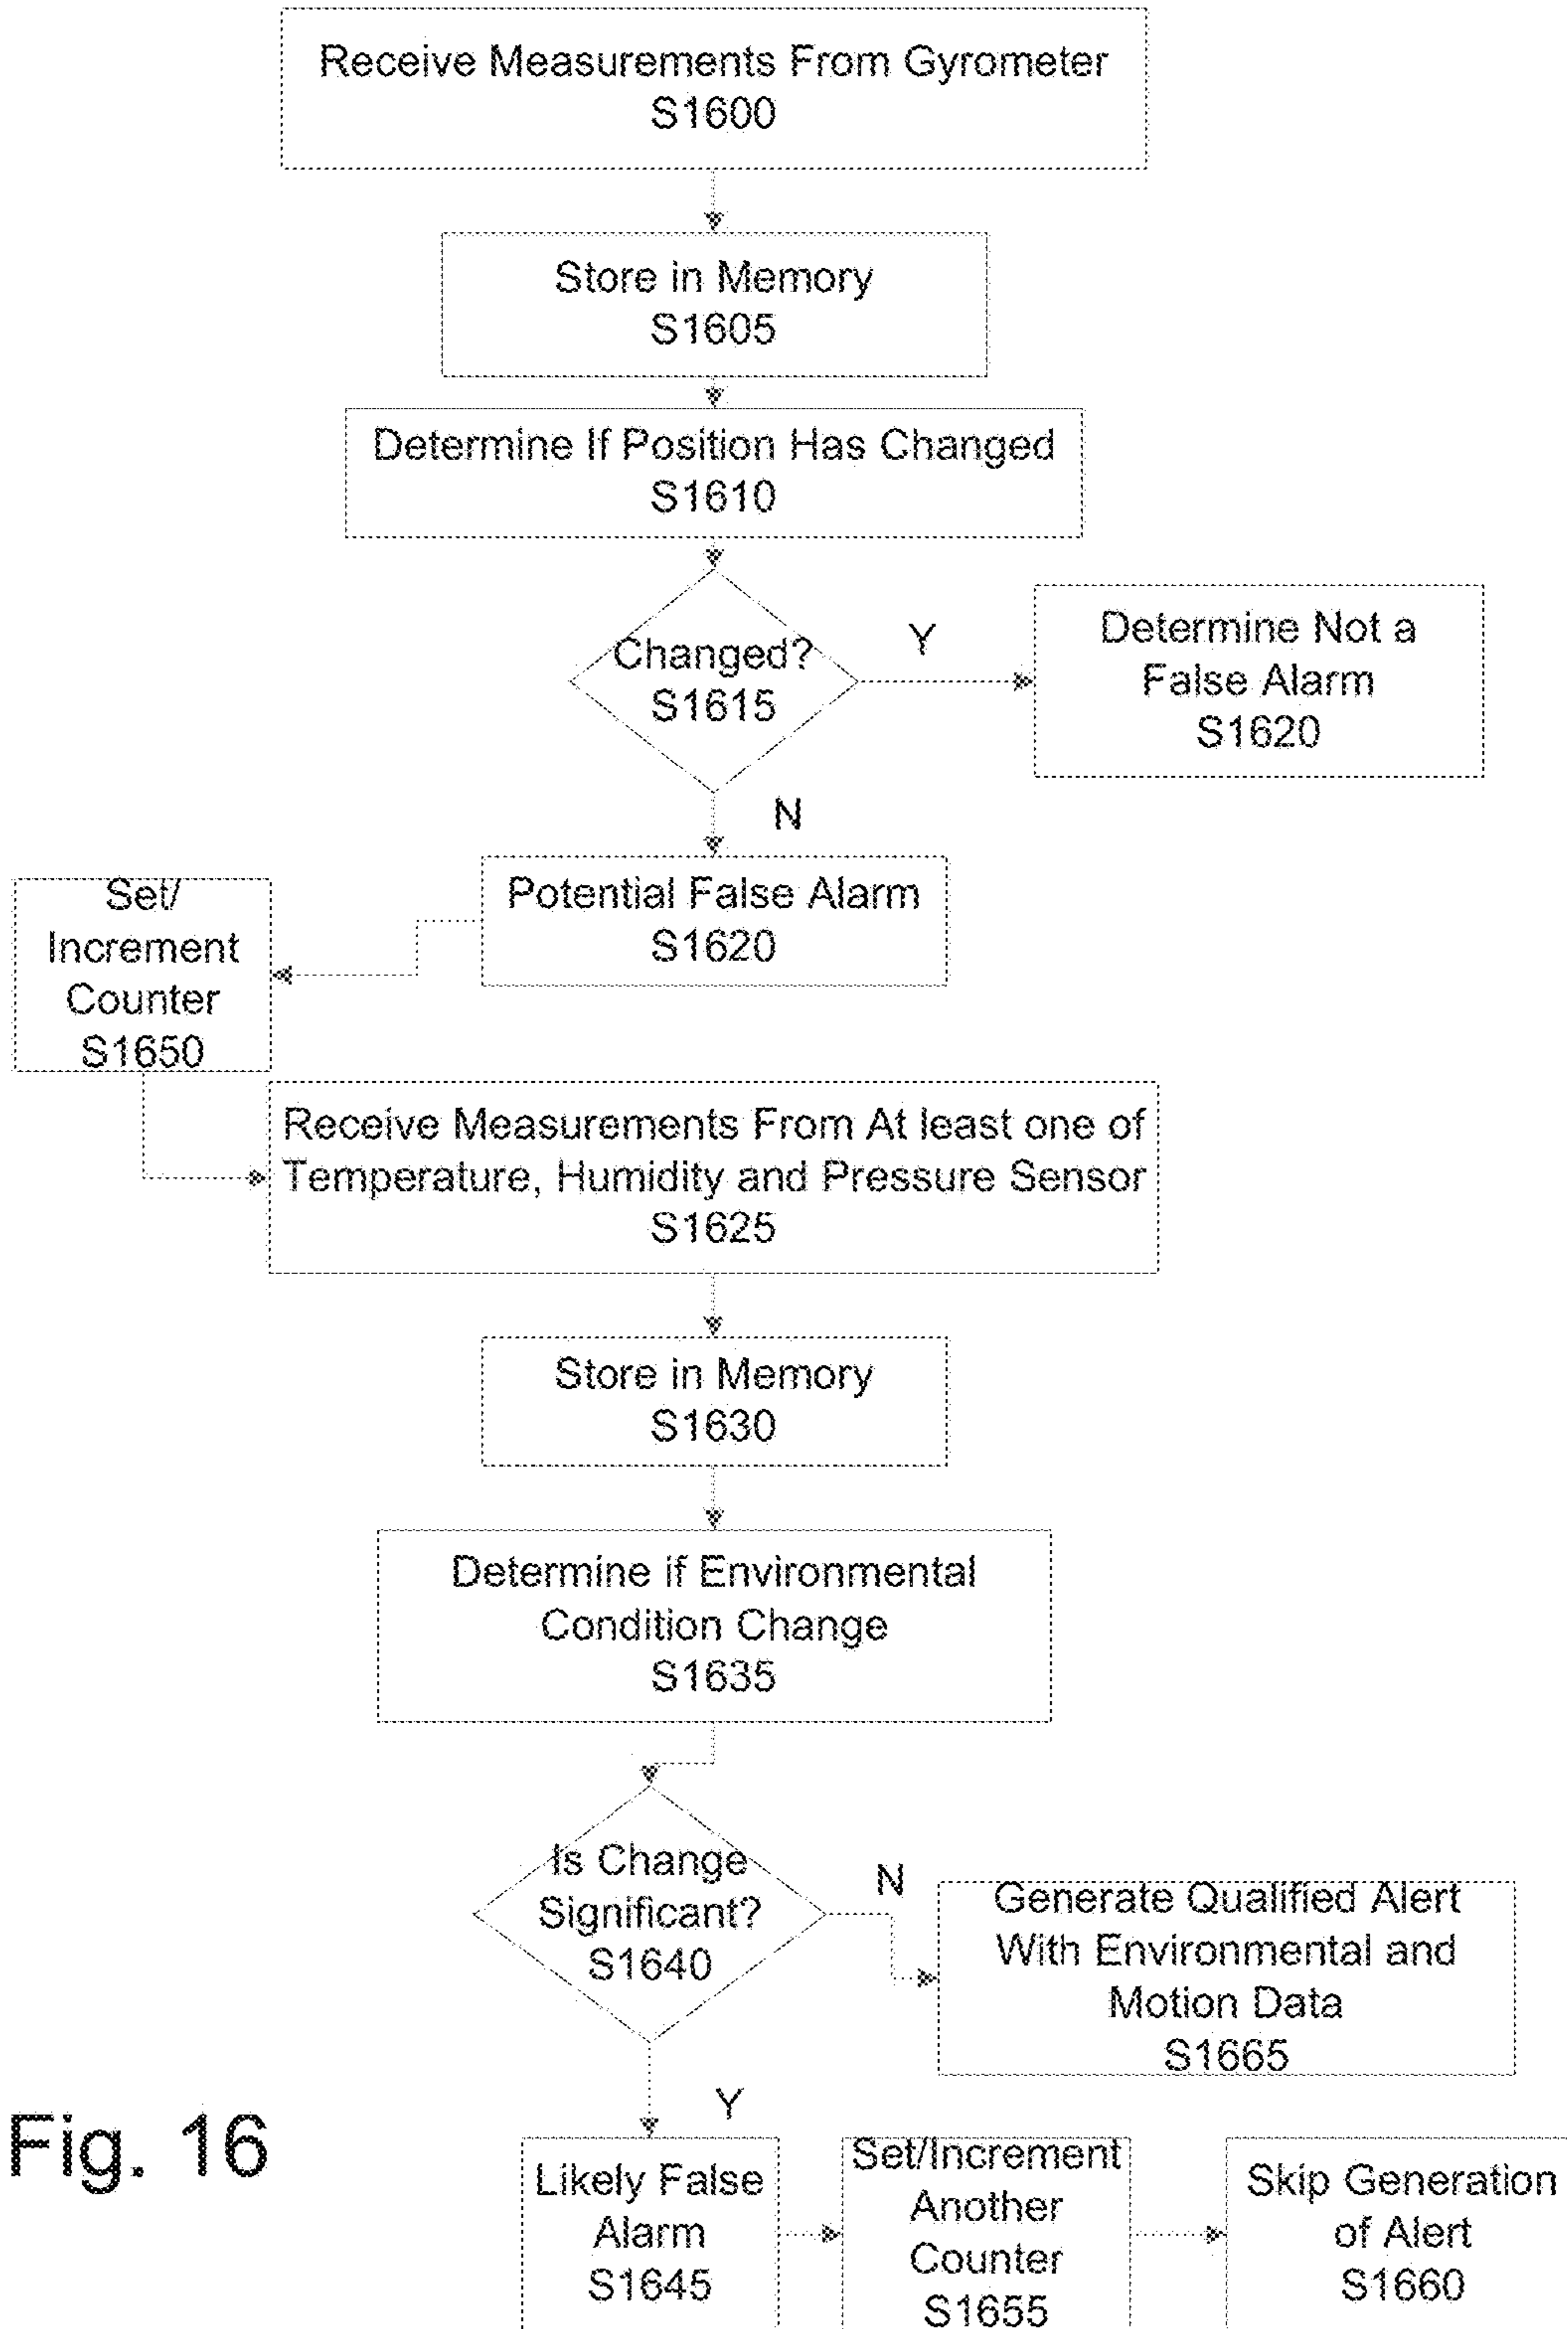 Receive Measurements From Gyrometer
S1600
Store in Memory
S1605
Determine If Position Has Changed
S1610
Changed?
S1615
Y
Determine Not a
False Alarm
S1620
N
Potential False Alarm
S1620
Set/
Increment
Counter
S1650
Receive Measurements From At least one of
Temperature, Humidity and Pressure Sensor
S1625
Store in Memory
S1630
Determine if Environmental
Condition Change
S1635
Is Change
Significant?
S1640
N
Generate Qualified Alert
With Environmental and
Motion Data
S1665
Y
Likely False
Alarm
S1645
Set/Increment
Another
Counter
S1655
Skip Generation
of Alert
S1660
Fig. 16